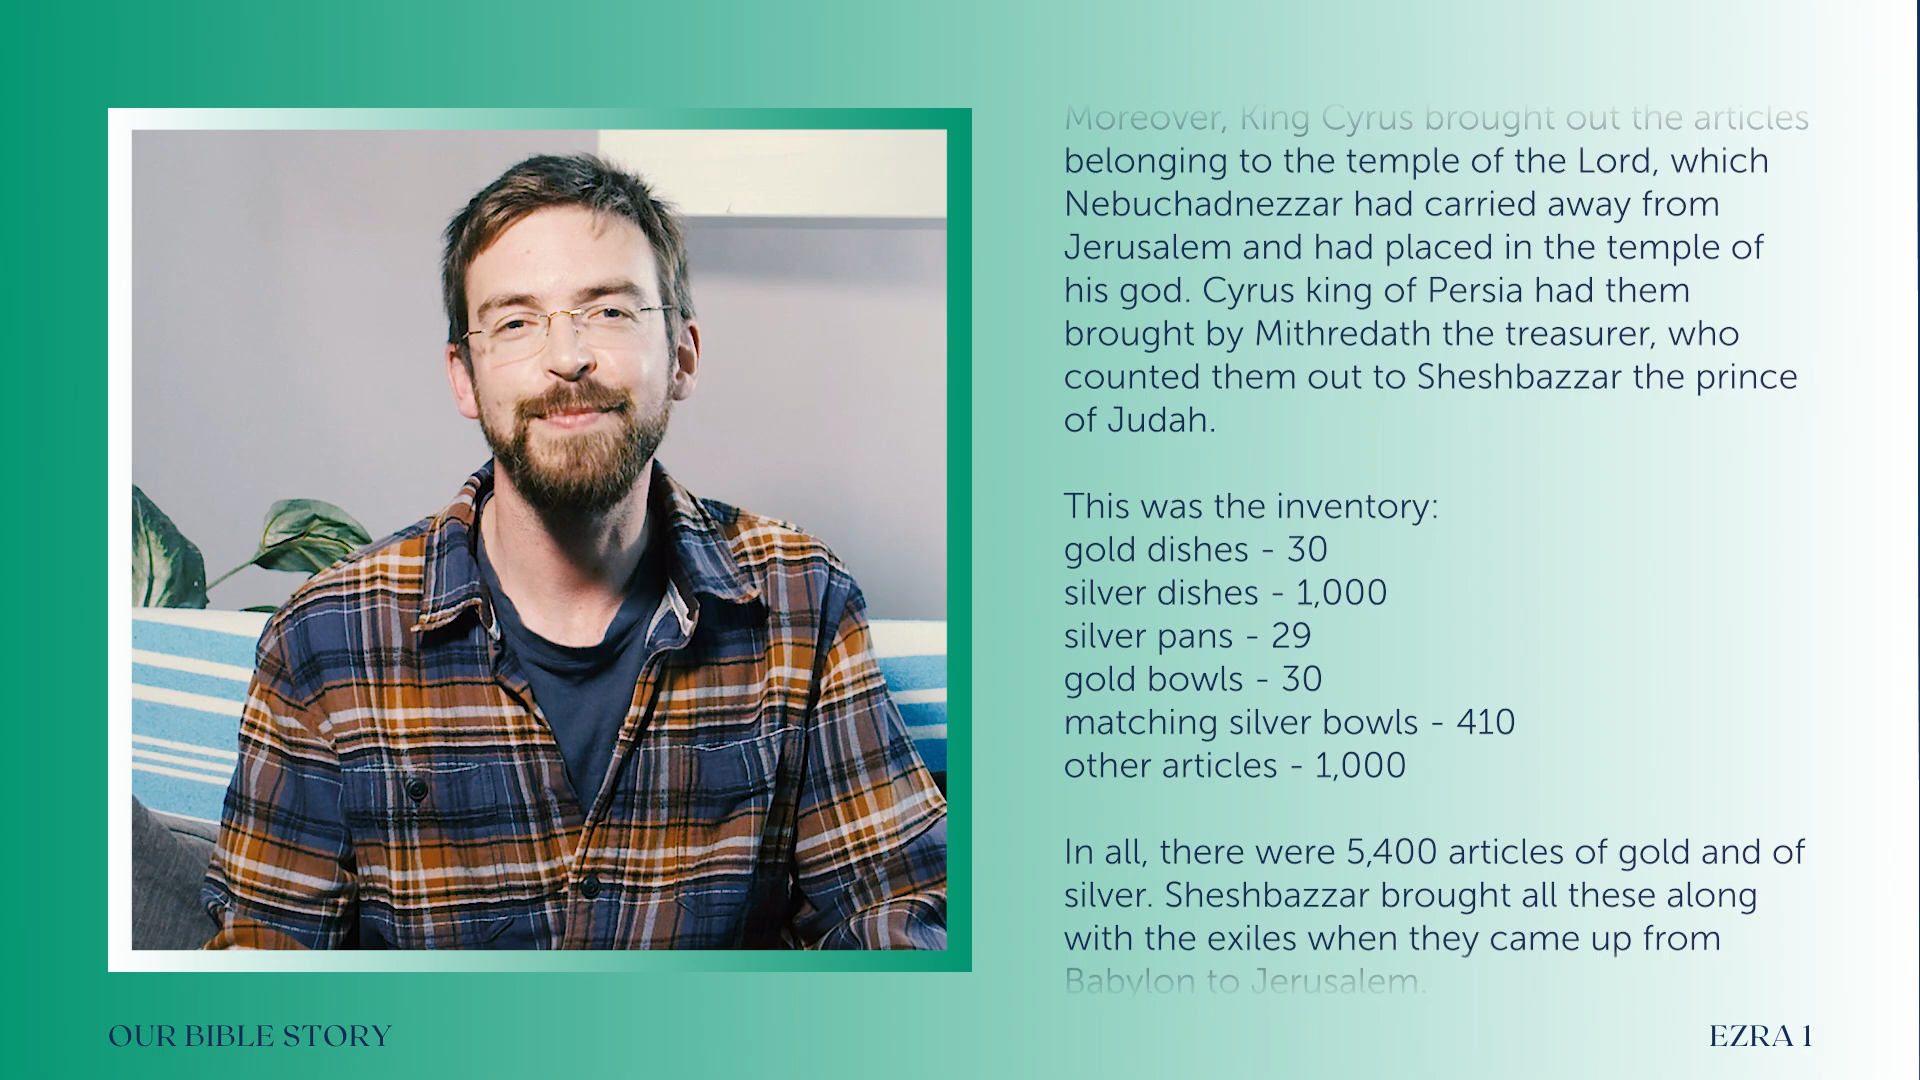 Moreover, King Cyrus brought out the articles
belonging to the temple of the Lord, which
Nebuchadnezzar had carried away from
Jerusalem and had placed in the temple of
his god. Cyrus king of Persia had them
brought by Mithredath the treasurer, who
counted them out to Sheshbazzar the prince
of Judah.
This was the inventory:
gold dishes - 30
silver dishes - 1,000
silver pans - 29
gold bowls - 30
matching silver bowls - 410
other articles - 1,000
In all, there were 5,400 articles of gold and of
silver. Sheshbazzar brought all these along
with the exiles when they came up from
Babylon to Jerusalem.
OUR BIBLE STORY
EZRA 1